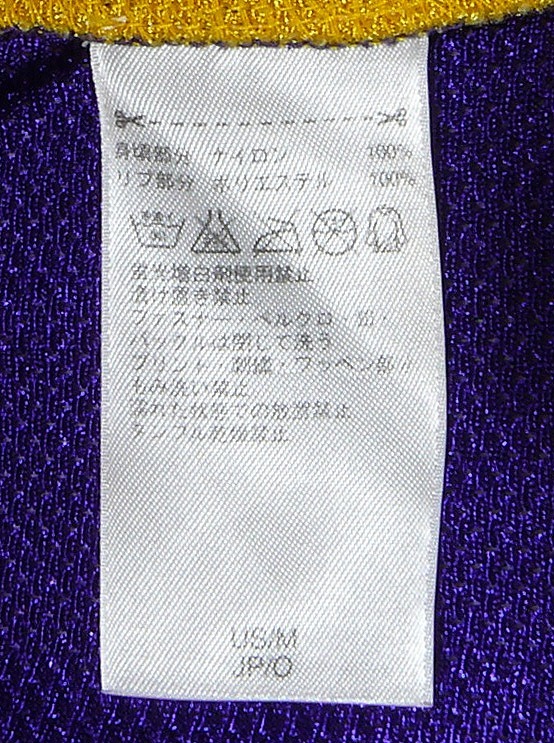 身頃部分 ナイロン 100%
リブ部分 ポリエステル 100%
蛍光増白剤使用禁止
漬け置き禁止
ファスナー・ベルクロ・釦・
バックルは閉じて洗う
プリント・刺繍・ワッペン部分
もみ洗い禁止
濡れた状態での放置禁止
タンブル乾燥禁止
US/M
JP/O